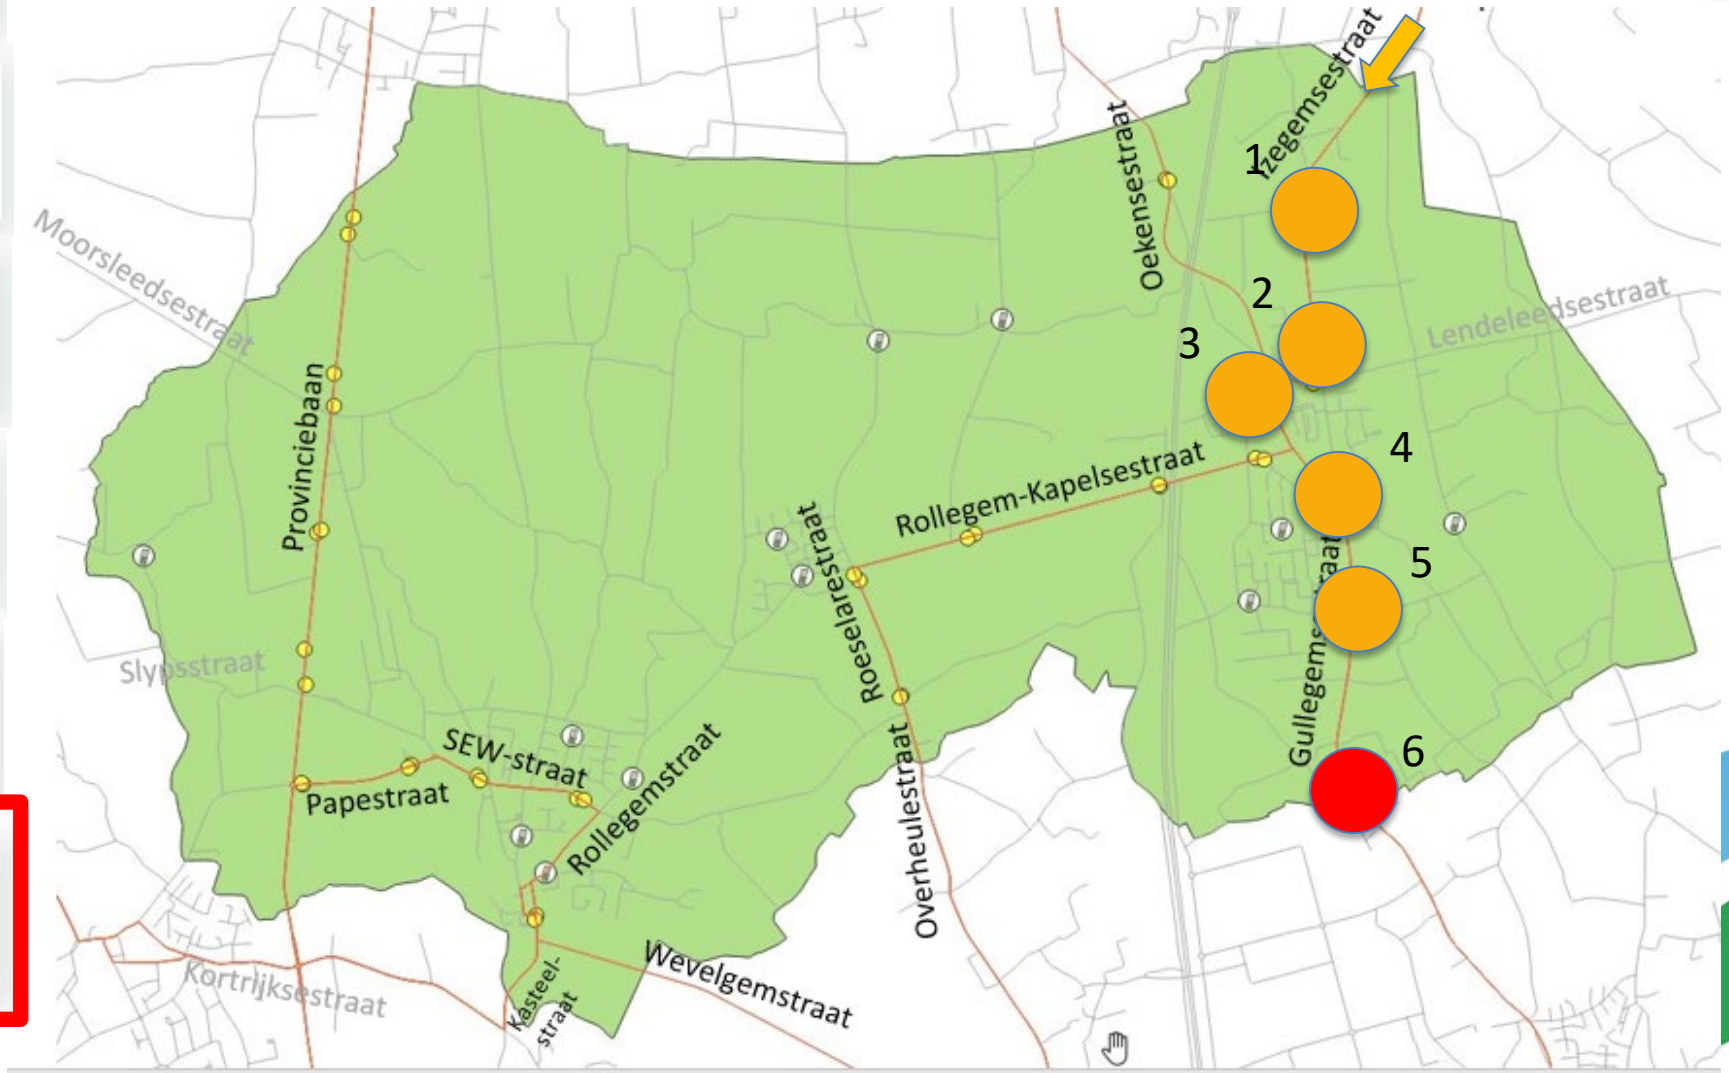 Izegemsestraat
1
Oekensestraat
2
Moorsleedsestraat
Lendeleedsestraat
3
Provinciebaan
4
Rollegem-Kapelsestraat
Roeselarestraat
5
Gullegemsestraat
Slypsstraat
SEW-straat
Rollegemstraat
6
Papestraat
Overheulestraat
Wevelgemstraat
Kortrijksestraat
Kasteel-
straat